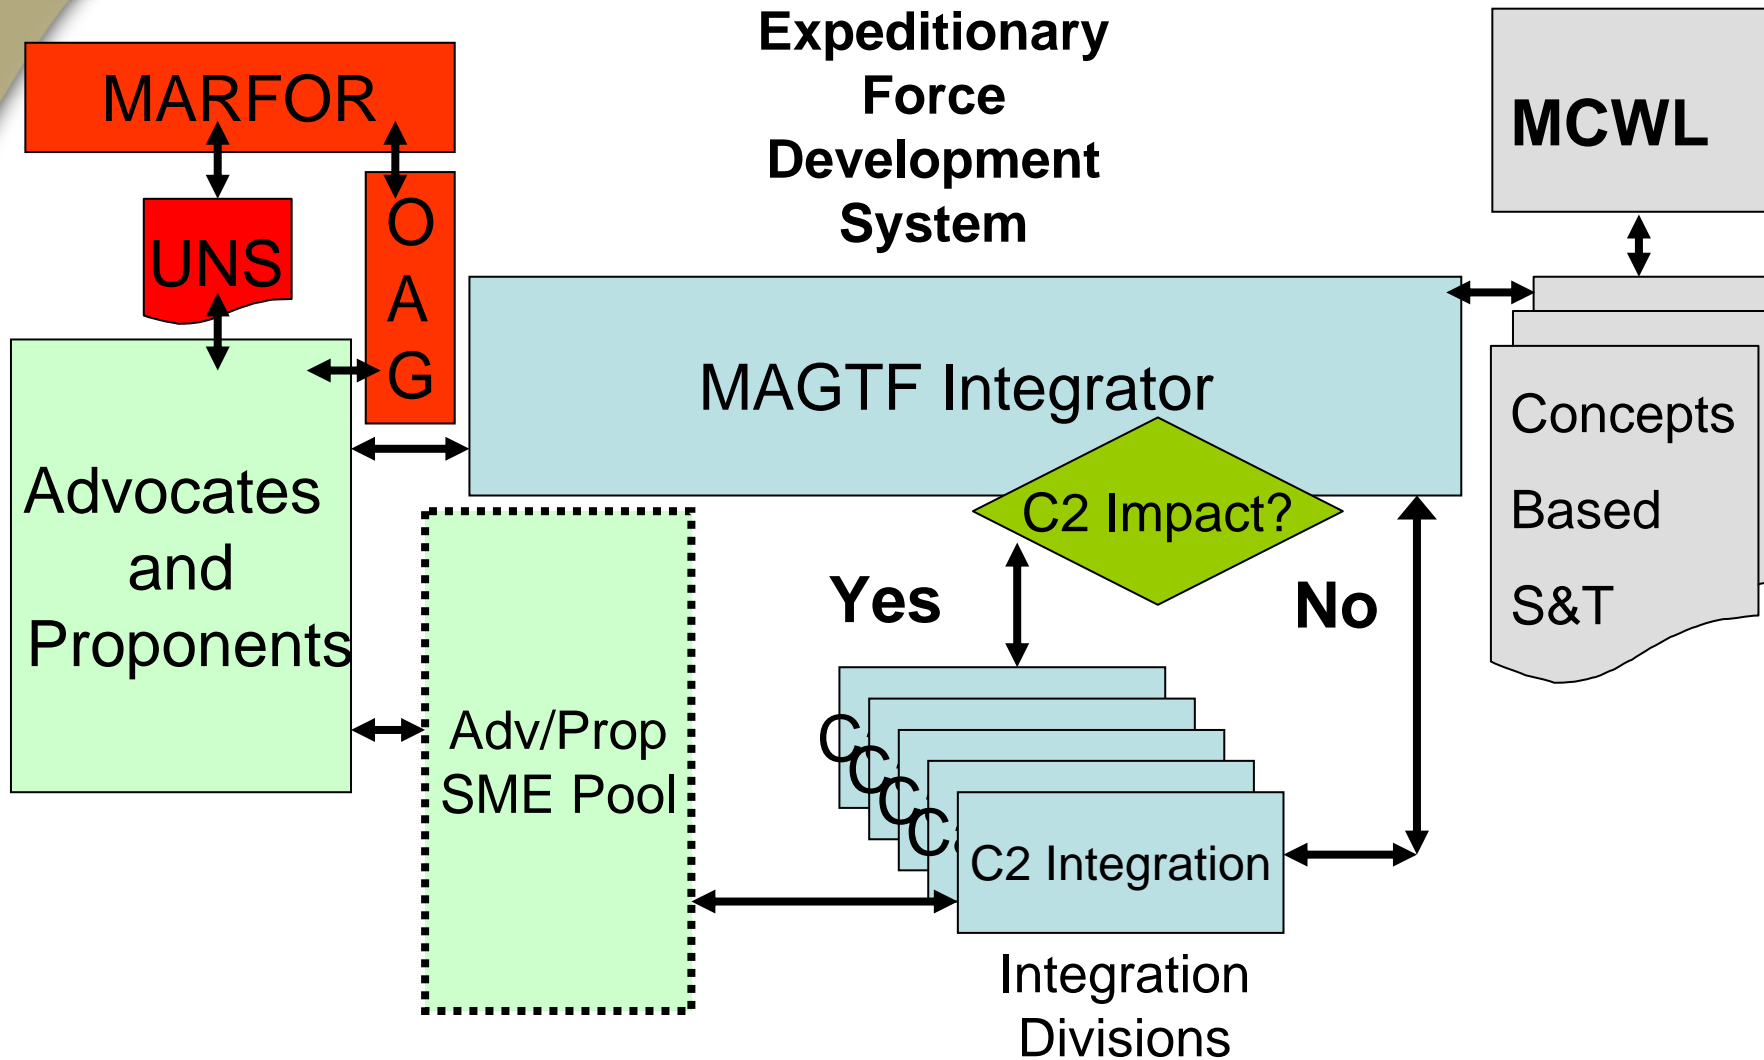 Expeditionary
Force
Development
System
MARFOR
UNS
O
A
G
MCWL
MAGTF Integrator
Concepts
Based
S&T
Advocates
and
Proponents
C2 Impact?
Yes
No
Adv/Prop
SME Pool
C
C
C
C
C2 Integration
Integration
Divisions